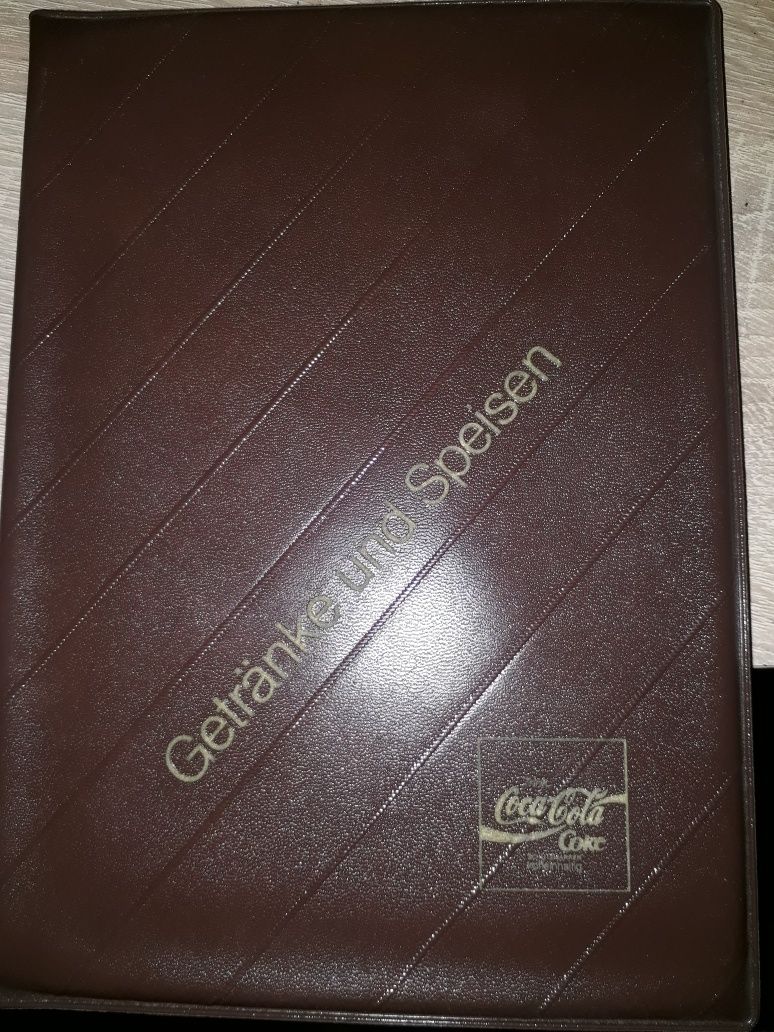 Getränke und Speisen
Coca-Cola
Coke